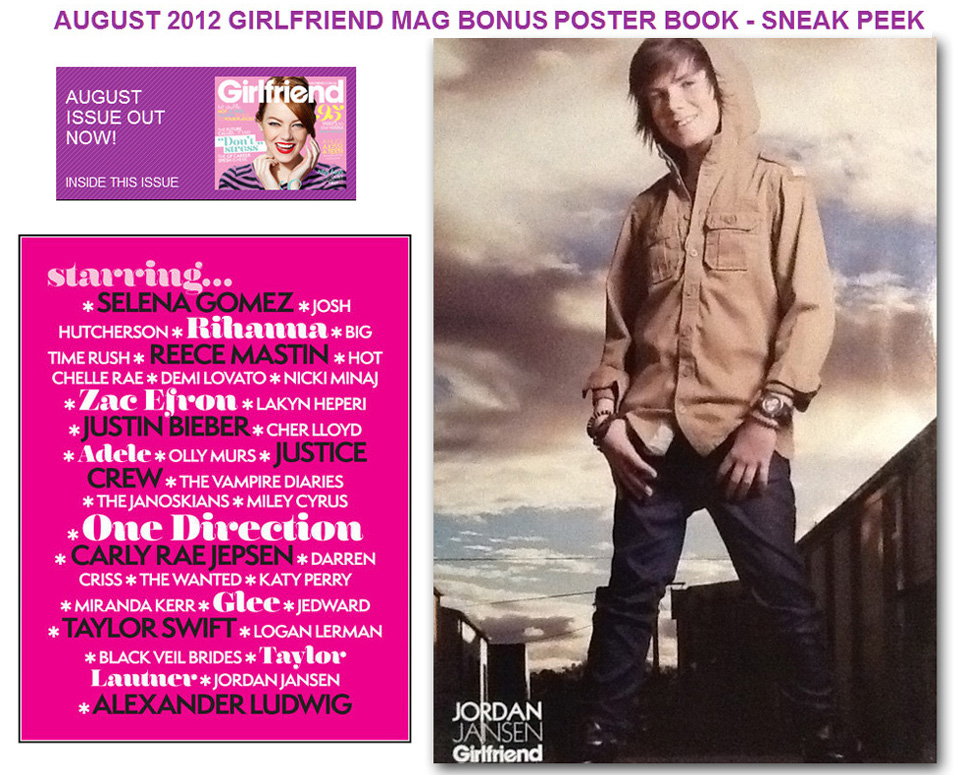 AUGUST 2012 GIRLFRIEND MAG BONUS POSTER BOOK - SNEAK PEEK
AUGUST
ISSUE OUT
NOW!
INSIDE THIS ISSUE
Girlfriend
95
"Don't
stress"
starring...
* SELENA GOMEZ * JOSH
HUTCHERSON * Rihanna * BIG
TIME RUSH * REECE MASTIN * HOT
CHELLE RAE * DEMI LOVATO * NICKI MINAJ
* Zac Efron * LAKYN HEPERI
* JUSTIN BIEBER * CHER LLOYD
* Adele * OLLY MURS * JUSTICE
CREW * THE VAMPIRE DIARIES
* THE JANOSKIANS * MILEY CYRUS
* One Direction
* CARLY RAE JEPSEN * DARREN
CRISS * THE WANTED * KATY PERRY
* MIRANDA KERR * Glee * JEDWARD
* TAYLOR SWIFT * LOGAN LERMAN
* BLACK VEIL BRIDES * Taylor
Lautner * JORDAN JANSEN
* ALEXANDER LUDWIG
JORDAN
JANSEN
Girlfriend